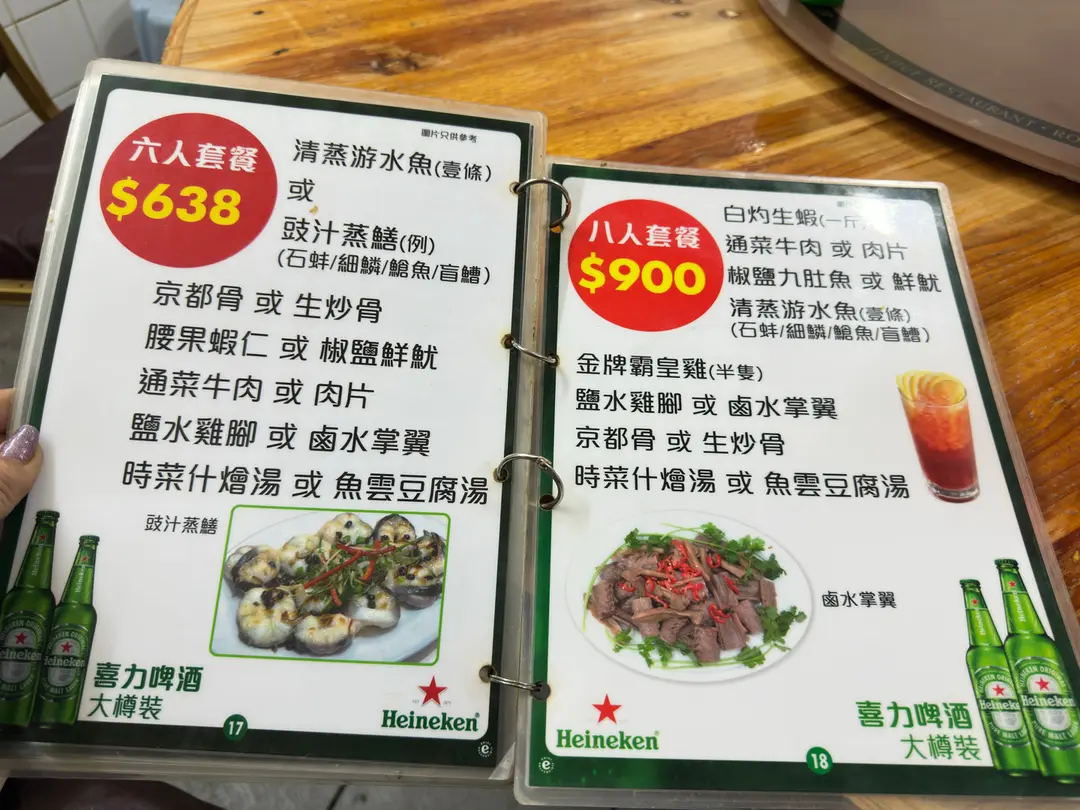 圖片只供參考
六人套餐
$638
清蒸游水魚(壹條)
或
豉汁蒸鱔(例)
(石蚌/細鱗/鱠魚/盲鰽)
京都骨 或 生炒骨
腰果蝦仁 或 椒鹽鮮魷
通菜牛肉 或 肉片
鹽水雞腳 或 鹵水掌翼
時菜什燴湯 或 魚雲豆腐湯
豉汁蒸鱔
喜力啤酒
大樽裝
Heineken
17
八人套餐
$900
白灼生蝦(一斤)
通菜牛肉 或 肉片
椒鹽九肚魚 或 鮮魷
清蒸游水魚(壹條)
(石蚌/細鱗/鱠魚/盲鰽)
金牌霸皇雞(半隻)
鹽水雞腳 或 鹵水掌翼
京都骨 或 生炒骨
時菜什燴湯 或 魚雲豆腐湯
鹵水掌翼
Heineken
喜力啤酒
大樽裝
18
Heineken
Heineken
Heineken
Heineken